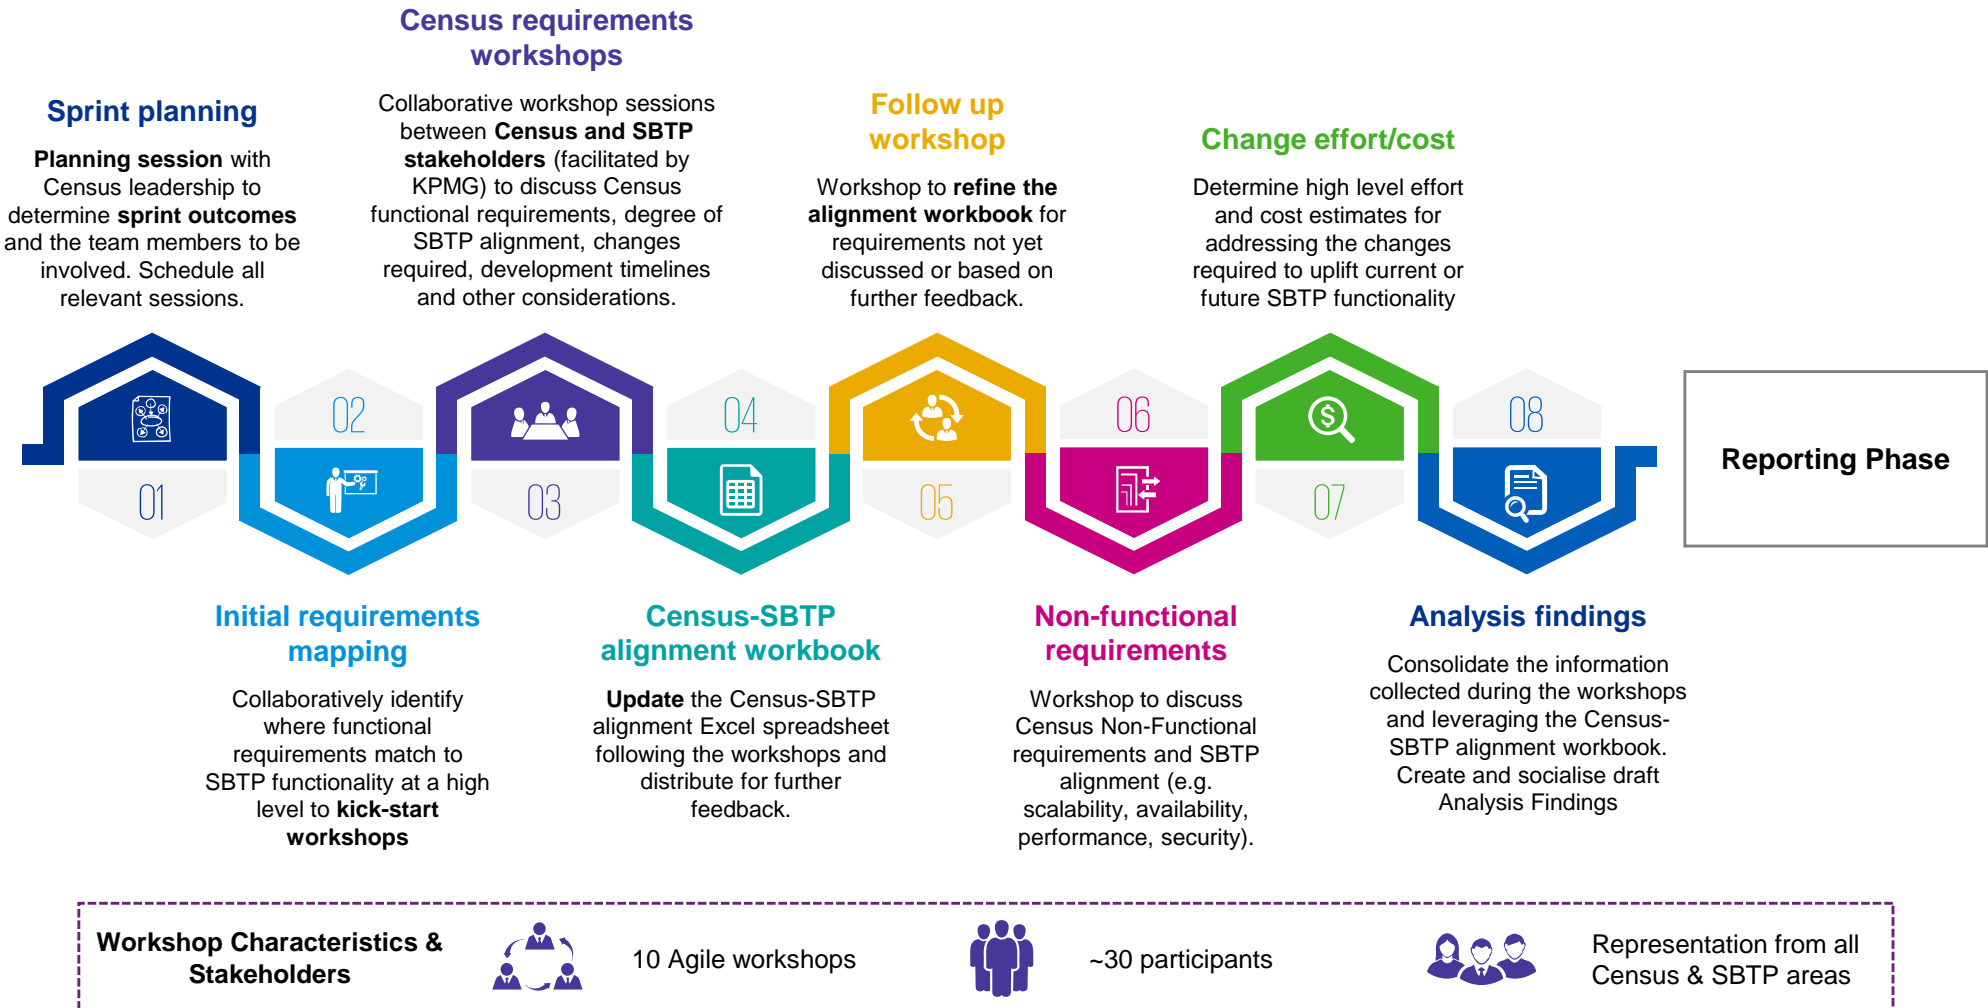 Census requirements
workshops
Sprint planning
Planning session with
Census leadership to
determine sprint outcomes
and the team members to be
involved. Schedule all
relevant sessions.
Collaborative workshop sessions
between Census and SBTP
stakeholders (facilitated by
KPMG) to discuss Census
functional requirements, degree of
SBTP alignment, changes
required, development timelines
and other considerations.
Follow up
workshop
Workshop to refine the
alignment workbook for
requirements not yet
discussed or based on
further feedback.
Change effort/cost
Determine high level effort
and cost estimates for
addressing the changes
required to uplift current or
future SBTP functionality
01
02
03
04
05
06
07
08
Reporting Phase
Initial requirements
mapping
Collaboratively identify
where functional
requirements match to
SBTP functionality at a high
level to kick-start
workshops
Census-SBTP
alignment workbook
Update the Census-SBTP
alignment Excel spreadsheet
following the workshops and
distribute for further
feedback.
Non-functional
requirements
Workshop to discuss
Census Non-Functional
requirements and SBTP
alignment (e.g.
scalability, availability,
performance, security).
Analysis findings
Consolidate the information
collected during the workshops
and leveraging the Census-
SBTP alignment workbook.
Create and socialise draft
Analysis Findings
Workshop Characteristics &
Stakeholders
10 Agile workshops
~30 participants
Representation from all
Census & SBTP areas